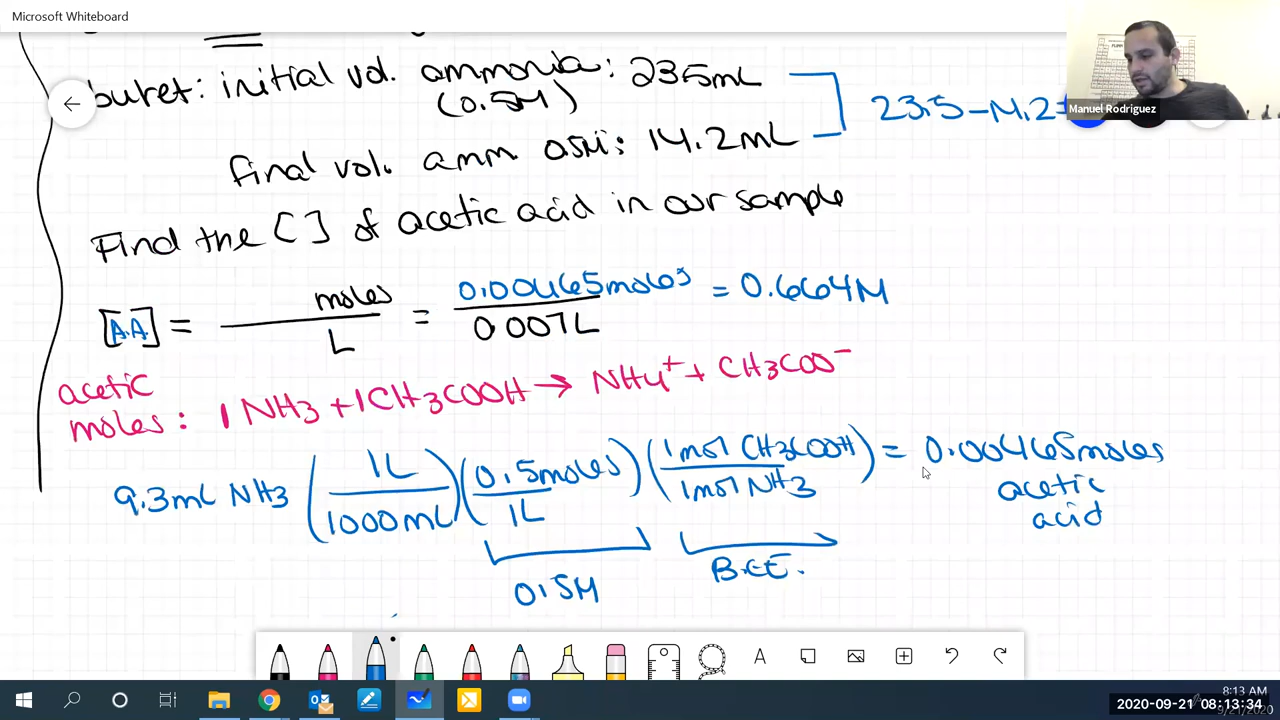 Microsoft Whiteboard
buret: initial vol. ammonia: 23.5mL
(0.5M)
23.5-14.2=
Manuel Rodriguez
final vol. amm 0.5M: 14.2mL
Find the [ ] of acetic acid in our sample
[A.A] = moles / L = 0.00465moles / 0.007L = 0.664M
acetic
moles: 1 NH3 + 1CH3COOH → NH4+ + CH3COO-
9.3mL NH3 (1L / 1000mL) (0.5moles / 1L) (1mol CH3COOH / 1mol NH3) = 0.00465moles
acetic
acid
0.5M
B.C.E.
A
8:13 AM
2020-09-21 08:13:34